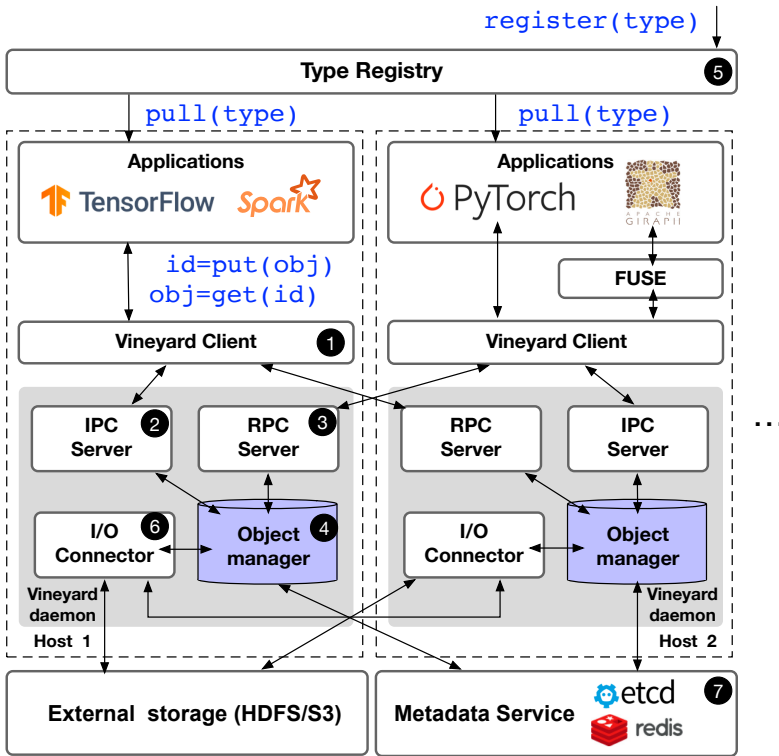 register(type)
Type Registry
5
pull(type)
pull(type)
Applications
TensorFlow
Spark
Applications
PyTorch
APACHE
GIRAPH
id=put(obj)
obj=get(id)
FUSE
Vineyard Client
1
Vineyard Client
IPC
Server
2
RPC
Server
3
RPC
Server
IPC
Server
I/O
Connector
6
Object
manager
4
I/O
Connector
Object
manager
...
Vineyard
daemon
Host 1
Vineyard
daemon
Host 2
External storage (HDFS/S3)
Metadata Service
etcd
redis
7